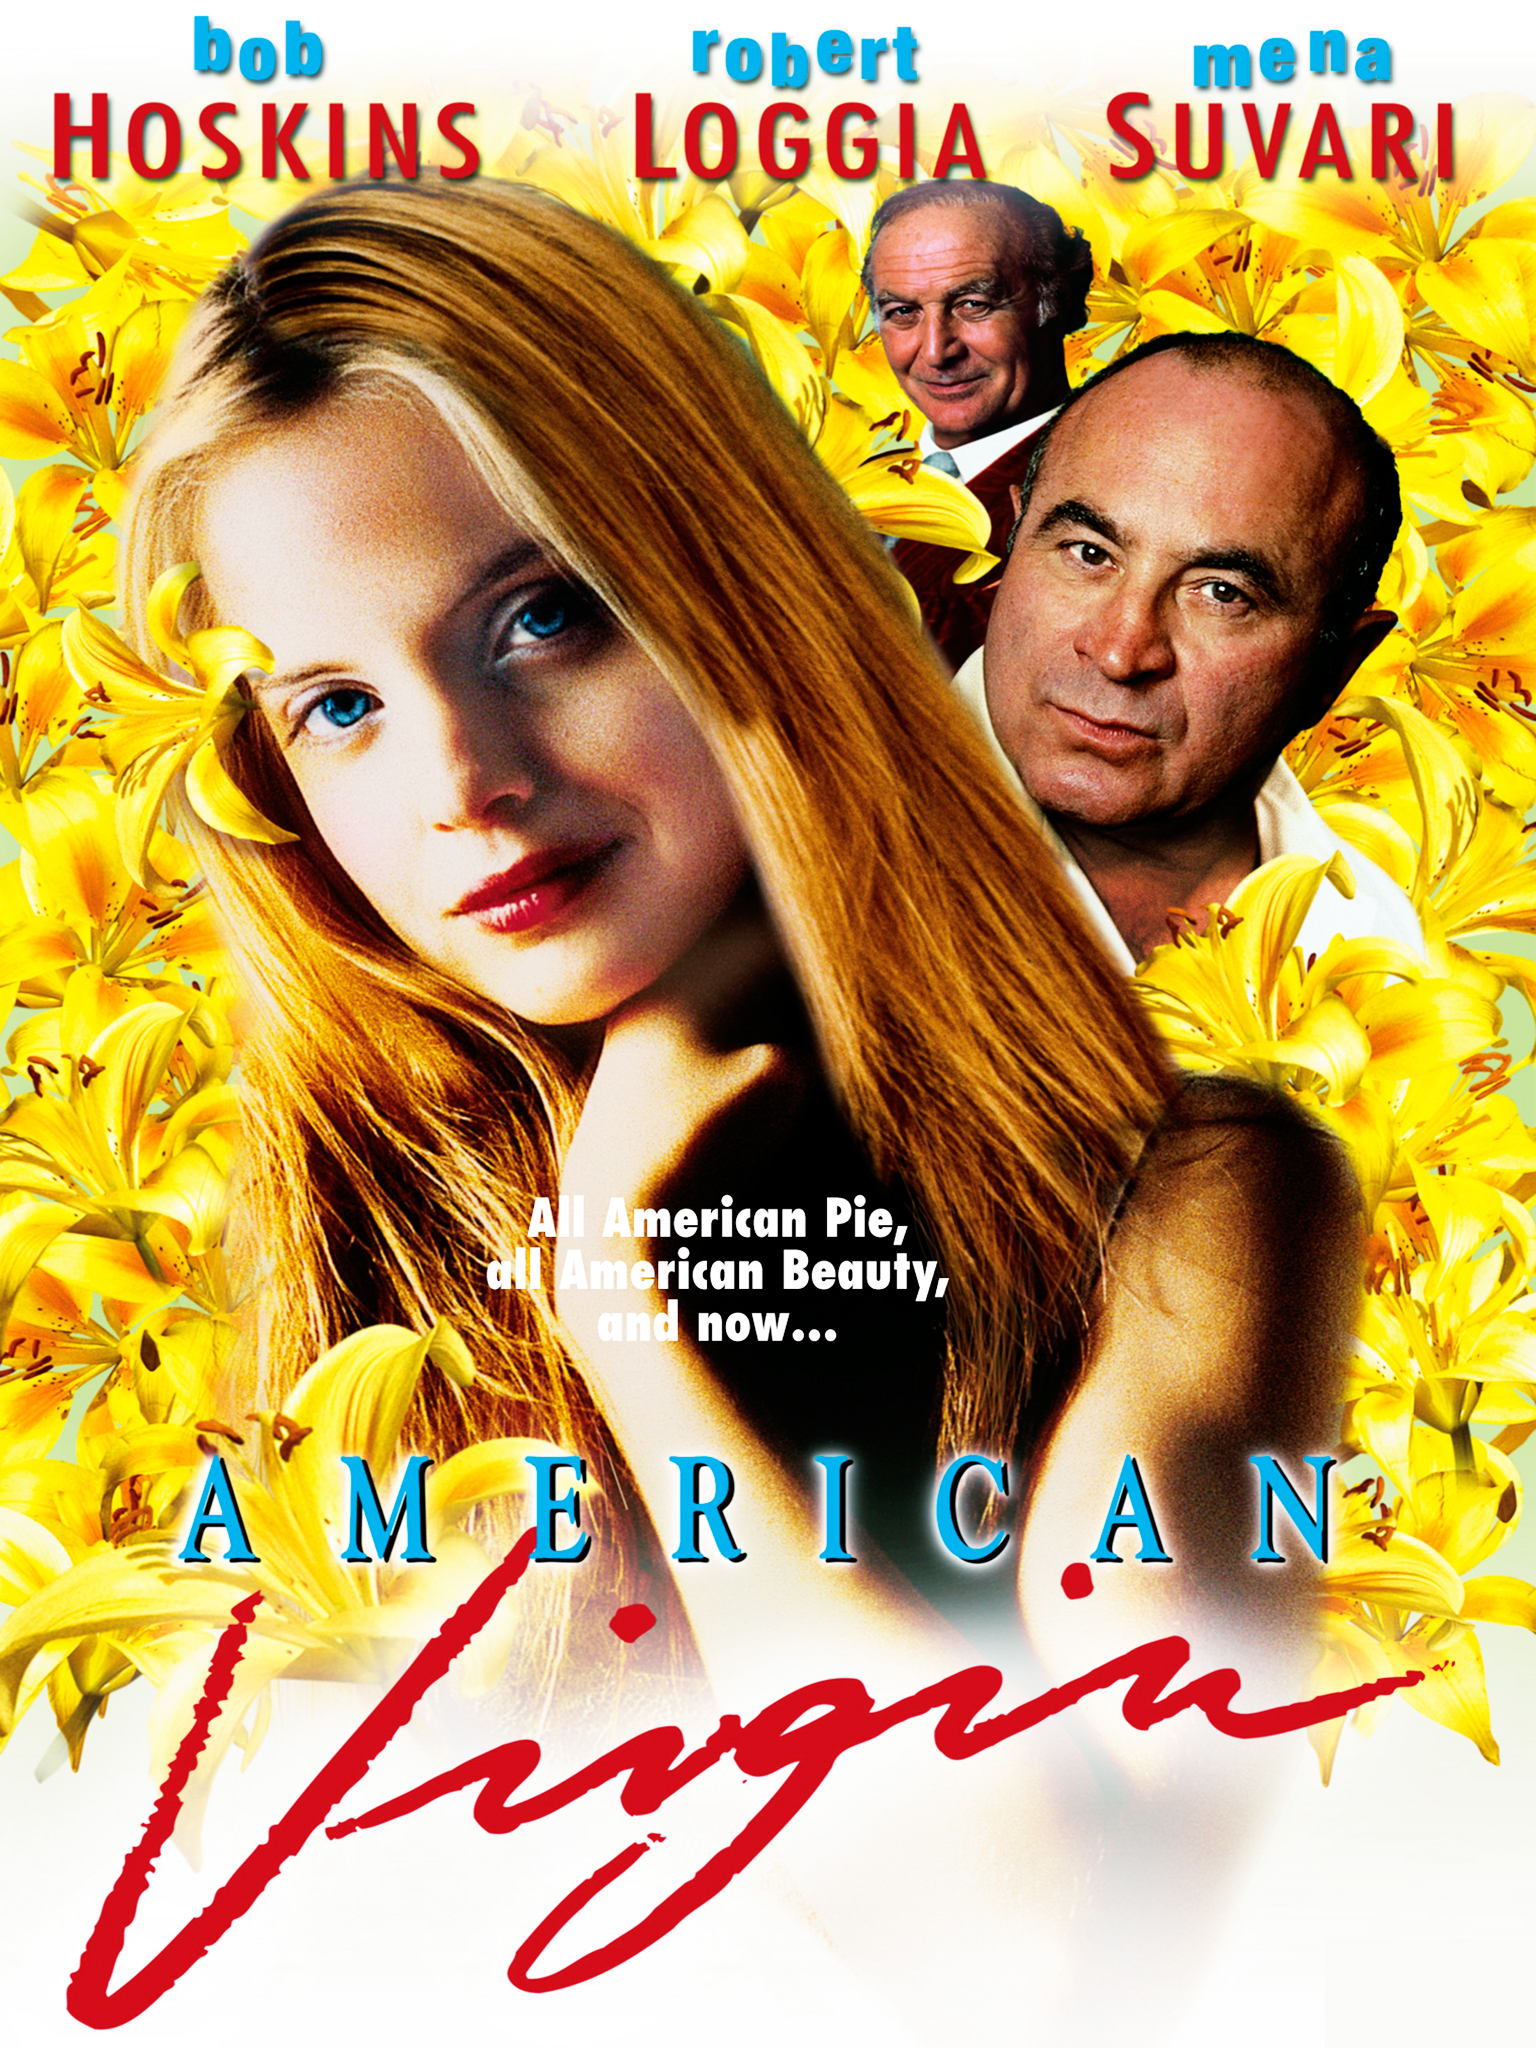 bob robert mena
HOSKINS LOGGIA SUVARI
All American Pie,
all American Beauty,
and now...
AMERICAN
Virgin